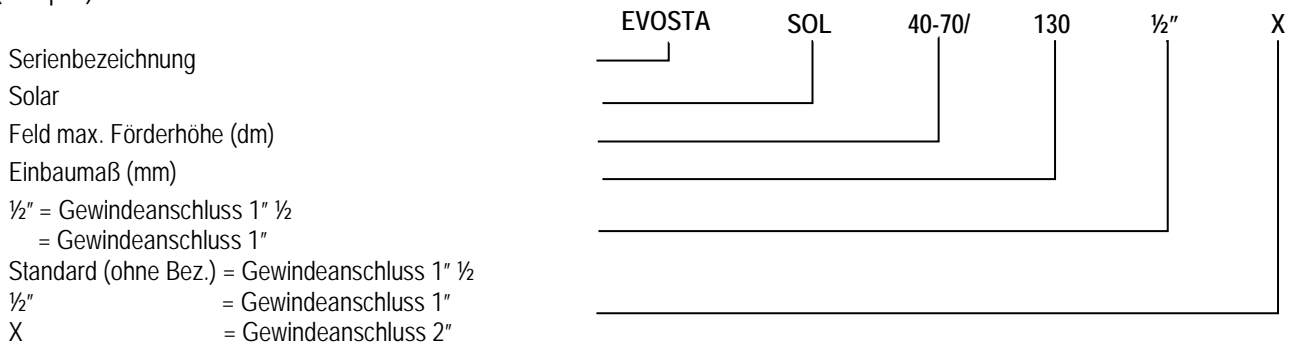 EVOSTA SOL 40-70/ 130 ½" X
Serienbezeichnung
Solar
Feld max. Förderhöhe (dm)
Einbaumaß (mm)
½" = Gewindeanschluss 1" ½
= Gewindeanschluss 1"
Standard (ohne Bez.) = Gewindeanschluss 1" ½
½" = Gewindeanschluss 1"
X = Gewindeanschluss 2"